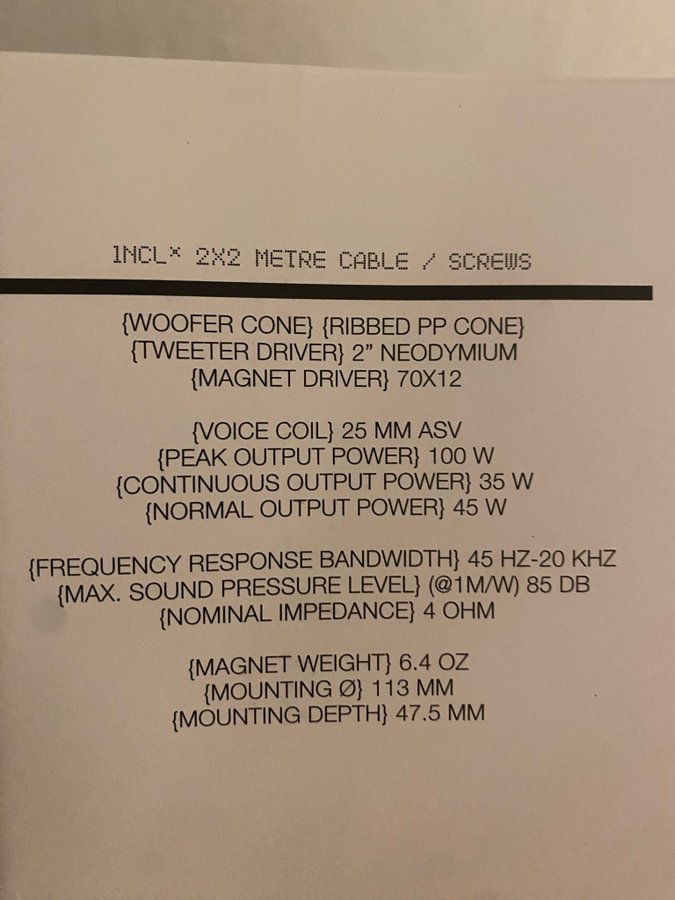 INCL* 2X2 METRE CABLE / SCREWS
{WOOFER CONE} {RIBBED PP CONE}
{TWEETER DRIVER} 2” NEODYMIUM
{MAGNET DRIVER} 70X12
{VOICE COIL} 25 MM ASV
{PEAK OUTPUT POWER} 100 W
{CONTINUOUS OUTPUT POWER} 35 W
{NORMAL OUTPUT POWER} 45 W
{FREQUENCY RESPONSE BANDWIDTH} 45 HZ-20 KHZ
{MAX. SOUND PRESSURE LEVEL} (@1M/W) 85 DB
{NOMINAL IMPEDANCE} 4 OHM
{MAGNET WEIGHT} 6.4 OZ
{MOUNTING Ø} 113 MM
{MOUNTING DEPTH} 47.5 MM